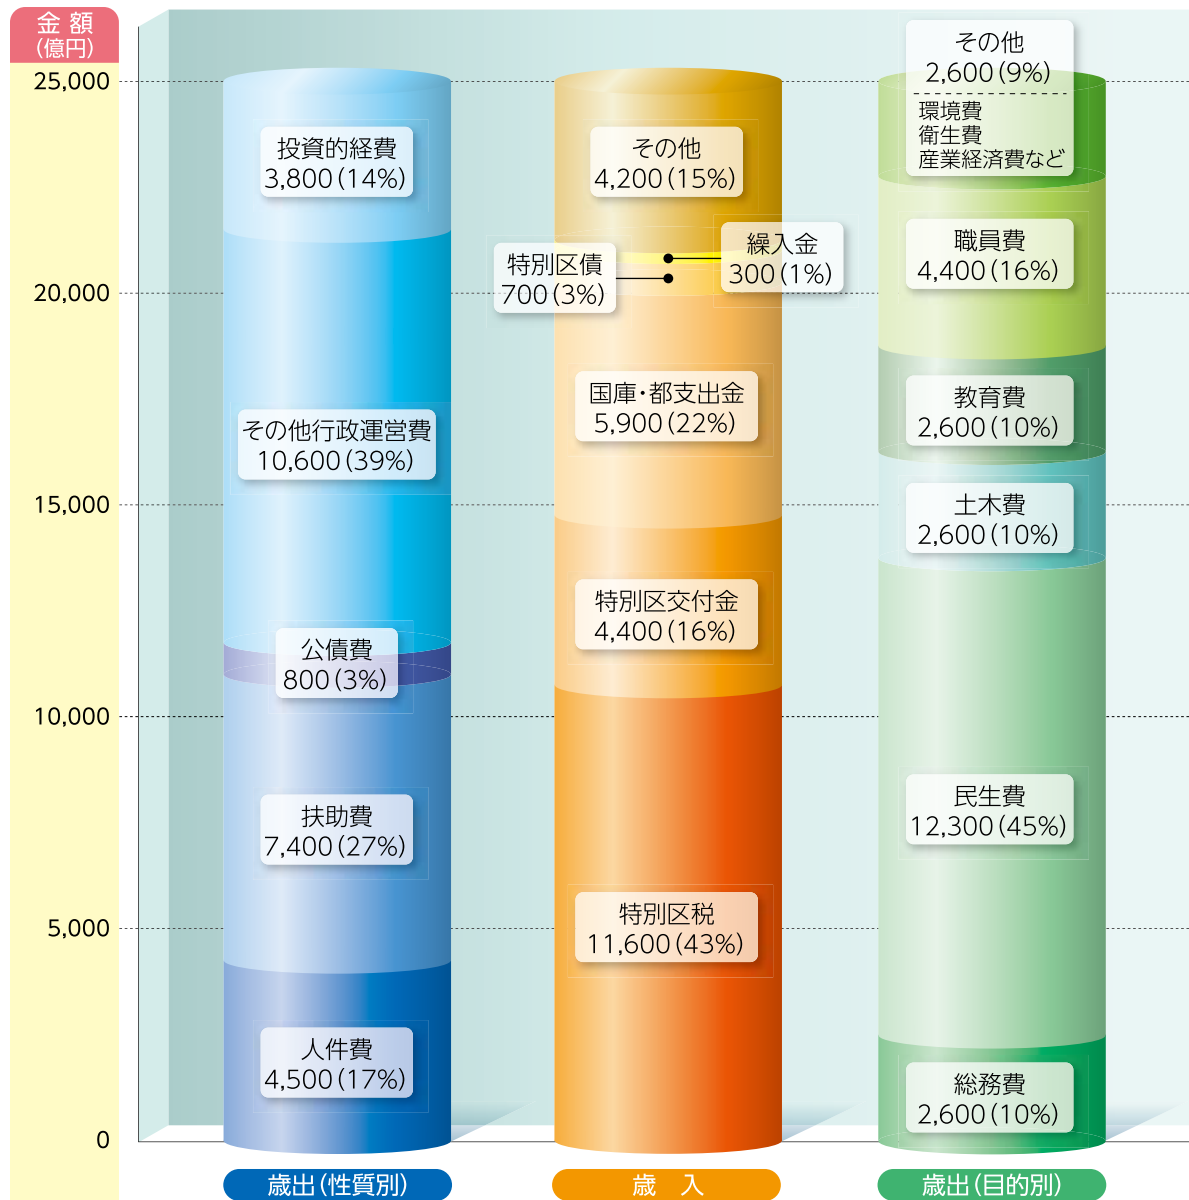 金 額
(億円)
25,000
20,000
15,000
10,000
5,000
0
投資的経費
3,800(14%)
その他行政運営費
10,600(39%)
公債費
800(3%)
扶助費
7,400(27%)
人件費
4,500(17%)
歳出(性質別)
その他
4,200(15%)
繰入金
300(1%)
特別区債
700(3%)
国庫・都支出金
5,900(22%)
特別区交付金
4,400(16%)
特別区税
11,600(43%)
歳 入
その他
2,600(9%)
環境費
衛生費
産業経済費など
職員費
4,400(16%)
教育費
2,600(10%)
土木費
2,600(10%)
民生費
12,300(45%)
総務費
2,600(10%)
歳出(目的別)